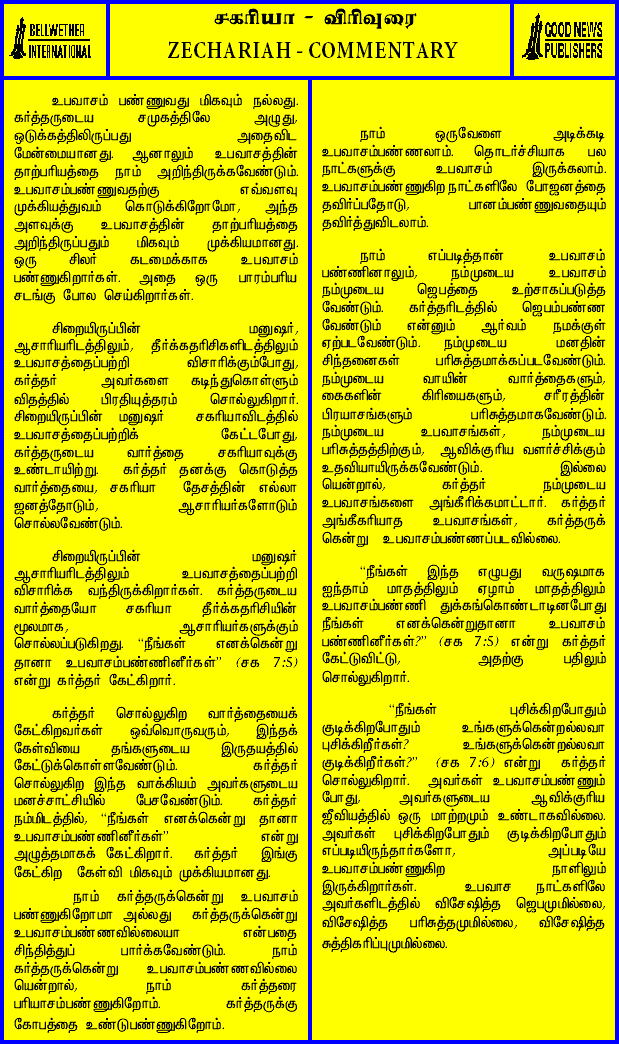 BELLWETHER
INTERNATIONAL
சகரியா - விரிவுரை
ZECHARIAH - COMMENTARY
GOOD NEWS
PUBLISHERS
உபவாசம் பண்ணுவது மிகவும் நல்லது.
கர்த்தருடைய சமுகத்திலே அழுது,
ஒடுக்கத்திலிருப்பது அதைவிட
மேன்மையானது. ஆனாலும் உபவாசத்தின்
தாற்பரியத்தை நாம் அறிந்திருக்கவேண்டும்.
உபவாசம்பண்ணுவதற்கு எவ்வளவு
முக்கியத்துவம் கொடுக்கிறோமோ, அந்த
அளவுக்கு உபவாசத்தின் தாற்பரியத்தை
அறிந்திருப்பதும் மிகவும் முக்கியமானது.
ஒரு சிலர் கடமைக்காக உபவாசம்
பண்ணுகிறார்கள். அதை ஒரு பாரம்பரிய
சடங்கு போல செய்கிறார்கள்.
சிறையிருப்பின் மனுஷர்,
ஆசாரியரிடத்திலும், தீர்க்கதரிசிகளிடத்திலும்
உபவாசத்தைப்பற்றி விசாரிக்கும்போது,
கர்த்தர் அவர்களை கடிந்துகொள்ளும்
விதத்தில் பிரதியுத்தரம் சொல்லுகிறார்.
சிறையிருப்பின் மனுஷர் சகரியாவிடத்தில்
உபவாசத்தைப்பற்றிக் கேட்டபோது,
கர்த்தருடைய வார்த்தை சகரியாவுக்கு
உண்டாயிற்று. கர்த்தர் தனக்கு கொடுத்த
வார்த்தையை, சகரியா தேசத்தின் எல்லா
ஜனத்தோடும், ஆசாரியர்களோடும்
சொல்லவேண்டும்.
சிறையிருப்பின் மனுஷர்
ஆசாரியரிடத்திலும் உபவாசத்தைப்பற்றி
விசாரிக்க வந்திருக்கிறார்கள். கர்த்தருடைய
வார்த்தையோ சகரியா தீர்க்கதரிசியின்
மூலமாக, ஆசாரியர்களுக்கும்
சொல்லப்படுகிறது. “நீங்கள் எனக்கென்று
தானா உபவாசம்பண்ணினீர்கள்” (சக 7:5)
என்று கர்த்தர் கேட்கிறார்.
கர்த்தர் சொல்லுகிற வார்த்தையைக்
கேட்கிறவர்கள் ஒவ்வொருவரும், இந்தக்
கேள்வியை தங்களுடைய இருதயத்தில்
கேட்டுக்கொள்ளவேண்டும். கர்த்தர்
சொல்லுகிற இந்த வாக்கியம் அவர்களுடைய
மனச்சாட்சியில் பேசவேண்டும். கர்த்தர்
நம்மிடத்தில், “நீங்கள் எனக்கென்று தானா
உபவாசம்பண்ணினீர்கள்” என்று
அழுத்தமாகக் கேட்கிறார். கர்த்தர் இங்கு
கேட்கிற கேள்வி மிகவும் முக்கியமானது.
நாம் கர்த்தருக்கென்று உபவாசம்
பண்ணுகிறோமா அல்லது கர்த்தருக்கென்று
உபவாசம்பண்ணவில்லையா என்பதை
சிந்தித்துப் பார்க்கவேண்டும். நாம்
கர்த்தருக்கென்று உபவாசம்பண்ணவில்லை
யென்றால், நாம் கர்த்தரை
பரியாசம்பண்ணுகிறோம். கர்த்தருக்கு
கோபத்தை உண்டுபண்ணுகிறோம்.
நாம் ஒருவேளை அடிக்கடி
உபவாசம்பண்ணலாம். தொடர்ச்சியாக பல
நாட்களுக்கு உபவாசம் இருக்கலாம்.
உபவாசம்பண்ணுகிற நாட்களிலே போஜனத்தை
தவிர்ப்பதோடு, பானம்பண்ணுவதையும்
தவிர்த்துவிடலாம்.
நாம் எப்படித்தான் உபவாசம்
பண்ணினாலும், நம்முடைய உபவாசம்
நம்முடைய ஜெபத்தை உற்சாகப்படுத்த
வேண்டும். கர்த்தரிடத்தில் ஜெபம்பண்ண
வேண்டும் என்னும் ஆர்வம் நமக்குள்
ஏற்படவேண்டும். நம்முடைய மனதின்
சிந்தனைகள் பரிசுத்தமாக்கப்படவேண்டும்.
நம்முடைய வாயின் வார்த்தைகளும்,
கைகளின் கிரியைகளும், சரீரத்தின்
பிரயாசங்களும் பரிசுத்தமாகவேண்டும்.
நம்முடைய உபவாசங்கள், நம்முடைய
பரிசுத்தத்திற்கும், ஆவிக்குரிய வளர்ச்சிக்கும்
உதவியாயிருக்கவேண்டும். இல்லை
யென்றால், கர்த்தர் நம்முடைய
உபவாசங்களை அங்கீரிக்கமாட்டார். கர்த்தர்
அங்கீகரியாத உபவாசங்கள், கர்த்தருக்
கென்று உபவாசம்பண்ணப்படவில்லை.
“நீங்கள் இந்த எழுபது வருஷமாக
ஐந்தாம் மாதத்திலும் ஏழாம் மாதத்திலும்
உபவாசம்பண்ணி துக்கங்கொண்டாடினபோது
நீங்கள் எனக்கென்றுதானா உபவாசம்
பண்ணினீர்கள்?” (சக 7:5) என்று கர்த்தர்
கேட்டுவிட்டு, அதற்கு பதிலும்
சொல்லுகிறார்.
“நீங்கள் புசிக்கிறபோதும்
குடிக்கிறபோதும் உங்களுக்கென்றல்லவா
புசிக்கிறீர்கள்? உங்களுக்கென்றல்லவா
குடிக்கிறீர்கள்?” (சக 7:6) என்று கர்த்தர்
சொல்லுகிறார். அவர்கள் உபவாசம்பண்ணும்
போது, அவர்களுடைய ஆவிக்குரிய
ஜீவியத்தில் ஒரு மாற்றமும் உண்டாகவில்லை.
அவர்கள் புசிக்கிறபோதும் குடிக்கிறபோதும்
எப்படியிருந்தார்களோ, அப்படியே
உபவாசம்பண்ணுகிற நாளிலும்
இருக்கிறார்கள். உபவாச நாட்களிலே
அவர்களிடத்தில் விசேஷித்த ஜெபமுமில்லை,
விசேஷித்த பரிசுத்தமுமில்லை, விசேஷித்த
சுத்திகரிப்புமுமில்லை.